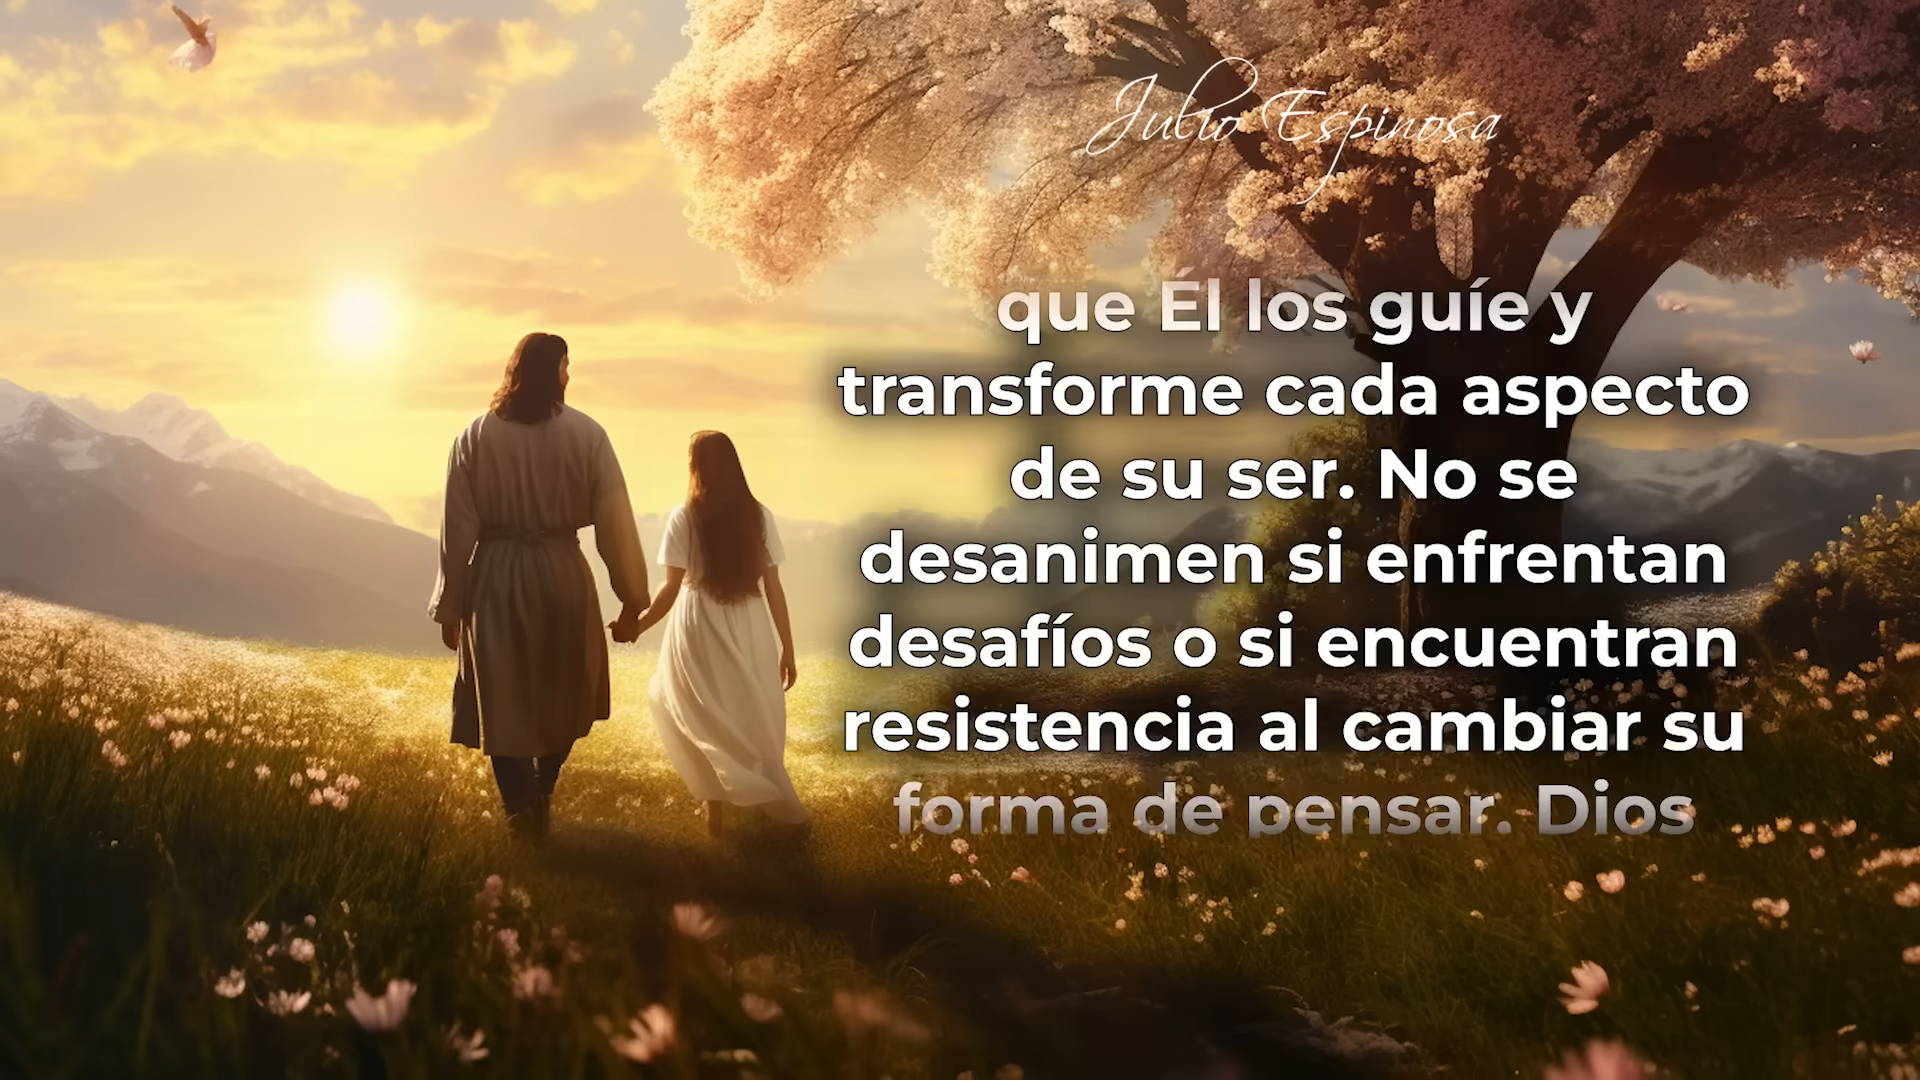 Julio Espinosa
que Él los guíe y
transforme cada aspecto
de su ser. No se
desanimen si enfrentan
desafíos o si encuentran
resistencia al cambiar su
forma de pensar. Dios